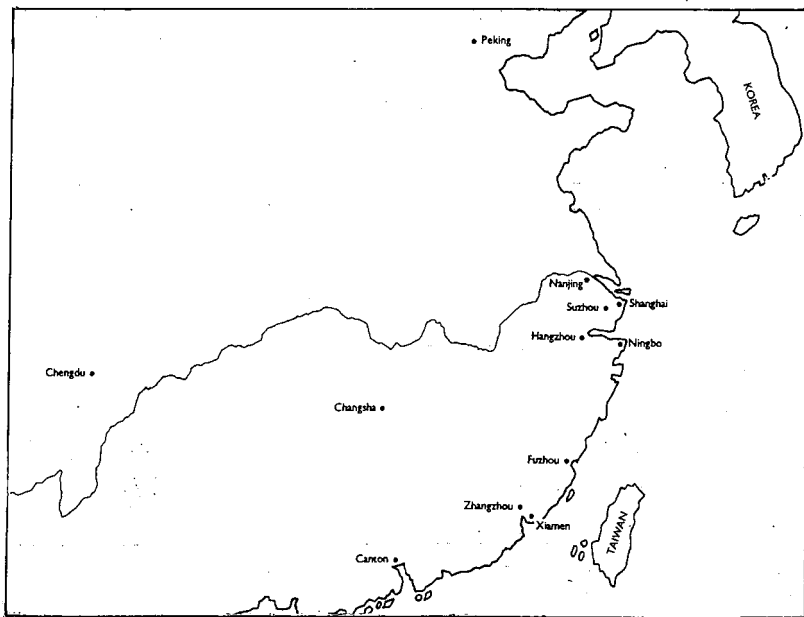 Peking
KOREA
Nanjing
Suzhou
Shanghai
Hangzhou
Ningbo
Chengdu
Changsha
Fuzhou
Zhangzhou
Xiamen
TAIWAN
Canton